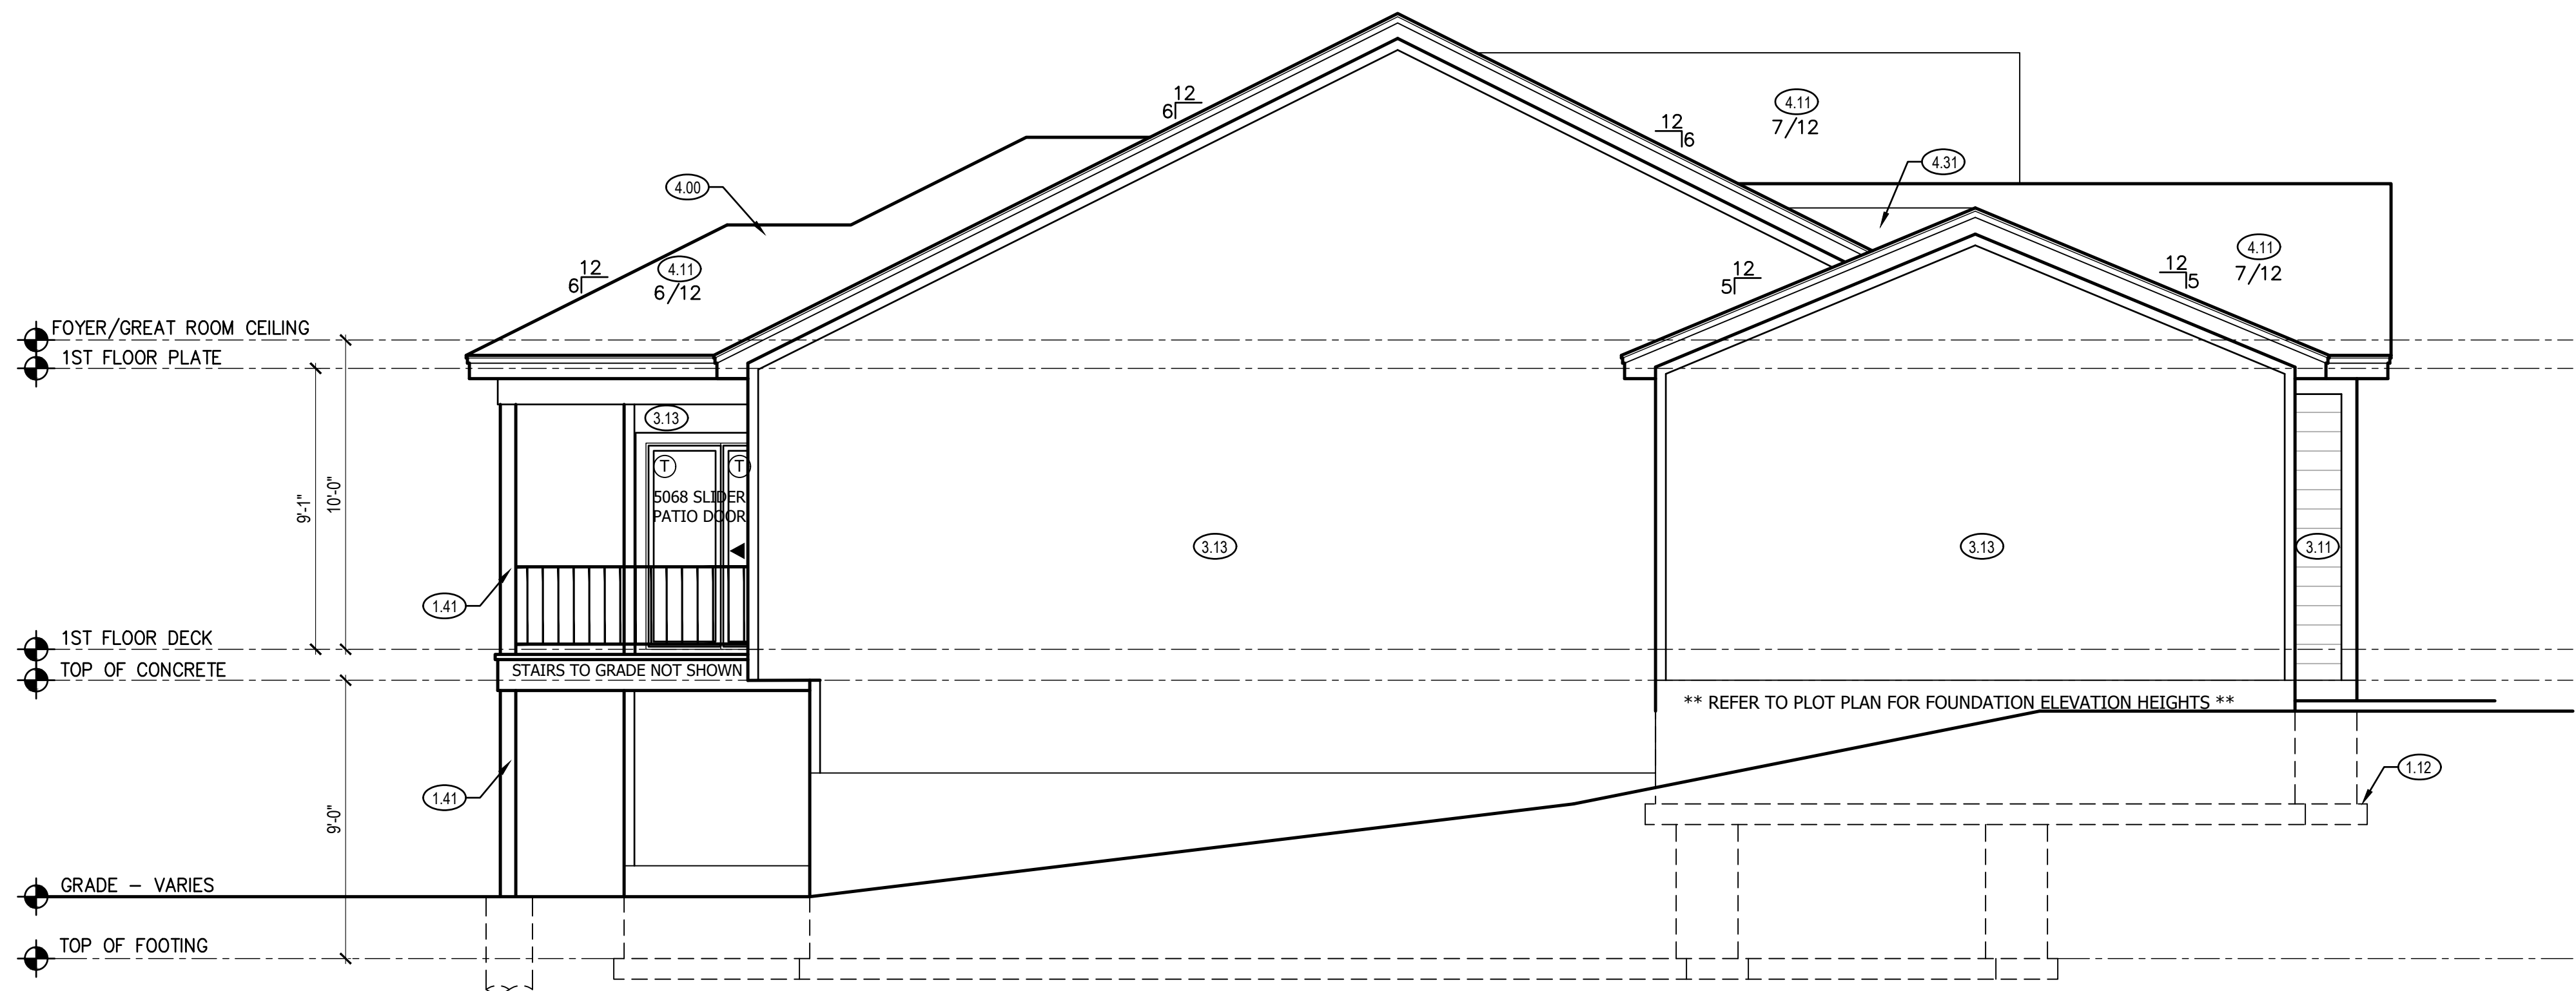 12
6
4.11
7/12
12
6
4.31
4.00
12
6
4.11
6/12
12
5
12
5
4.11
7/12
FOYER/GREAT ROOM CEILING
1ST FLOOR PLATE
3.13
T
T
5068 SLIDER
PATIO DOOR
9'-1"
10'-0"
3.13
3.13
3.11
1.41
1ST FLOOR DECK
TOP OF CONCRETE
STAIRS TO GRADE NOT SHOWN
** REFER TO PLOT PLAN FOR FOUNDATION ELEVATION HEIGHTS **
1.12
1.41
9'-0"
GRADE – VARIES
TOP OF FOOTING